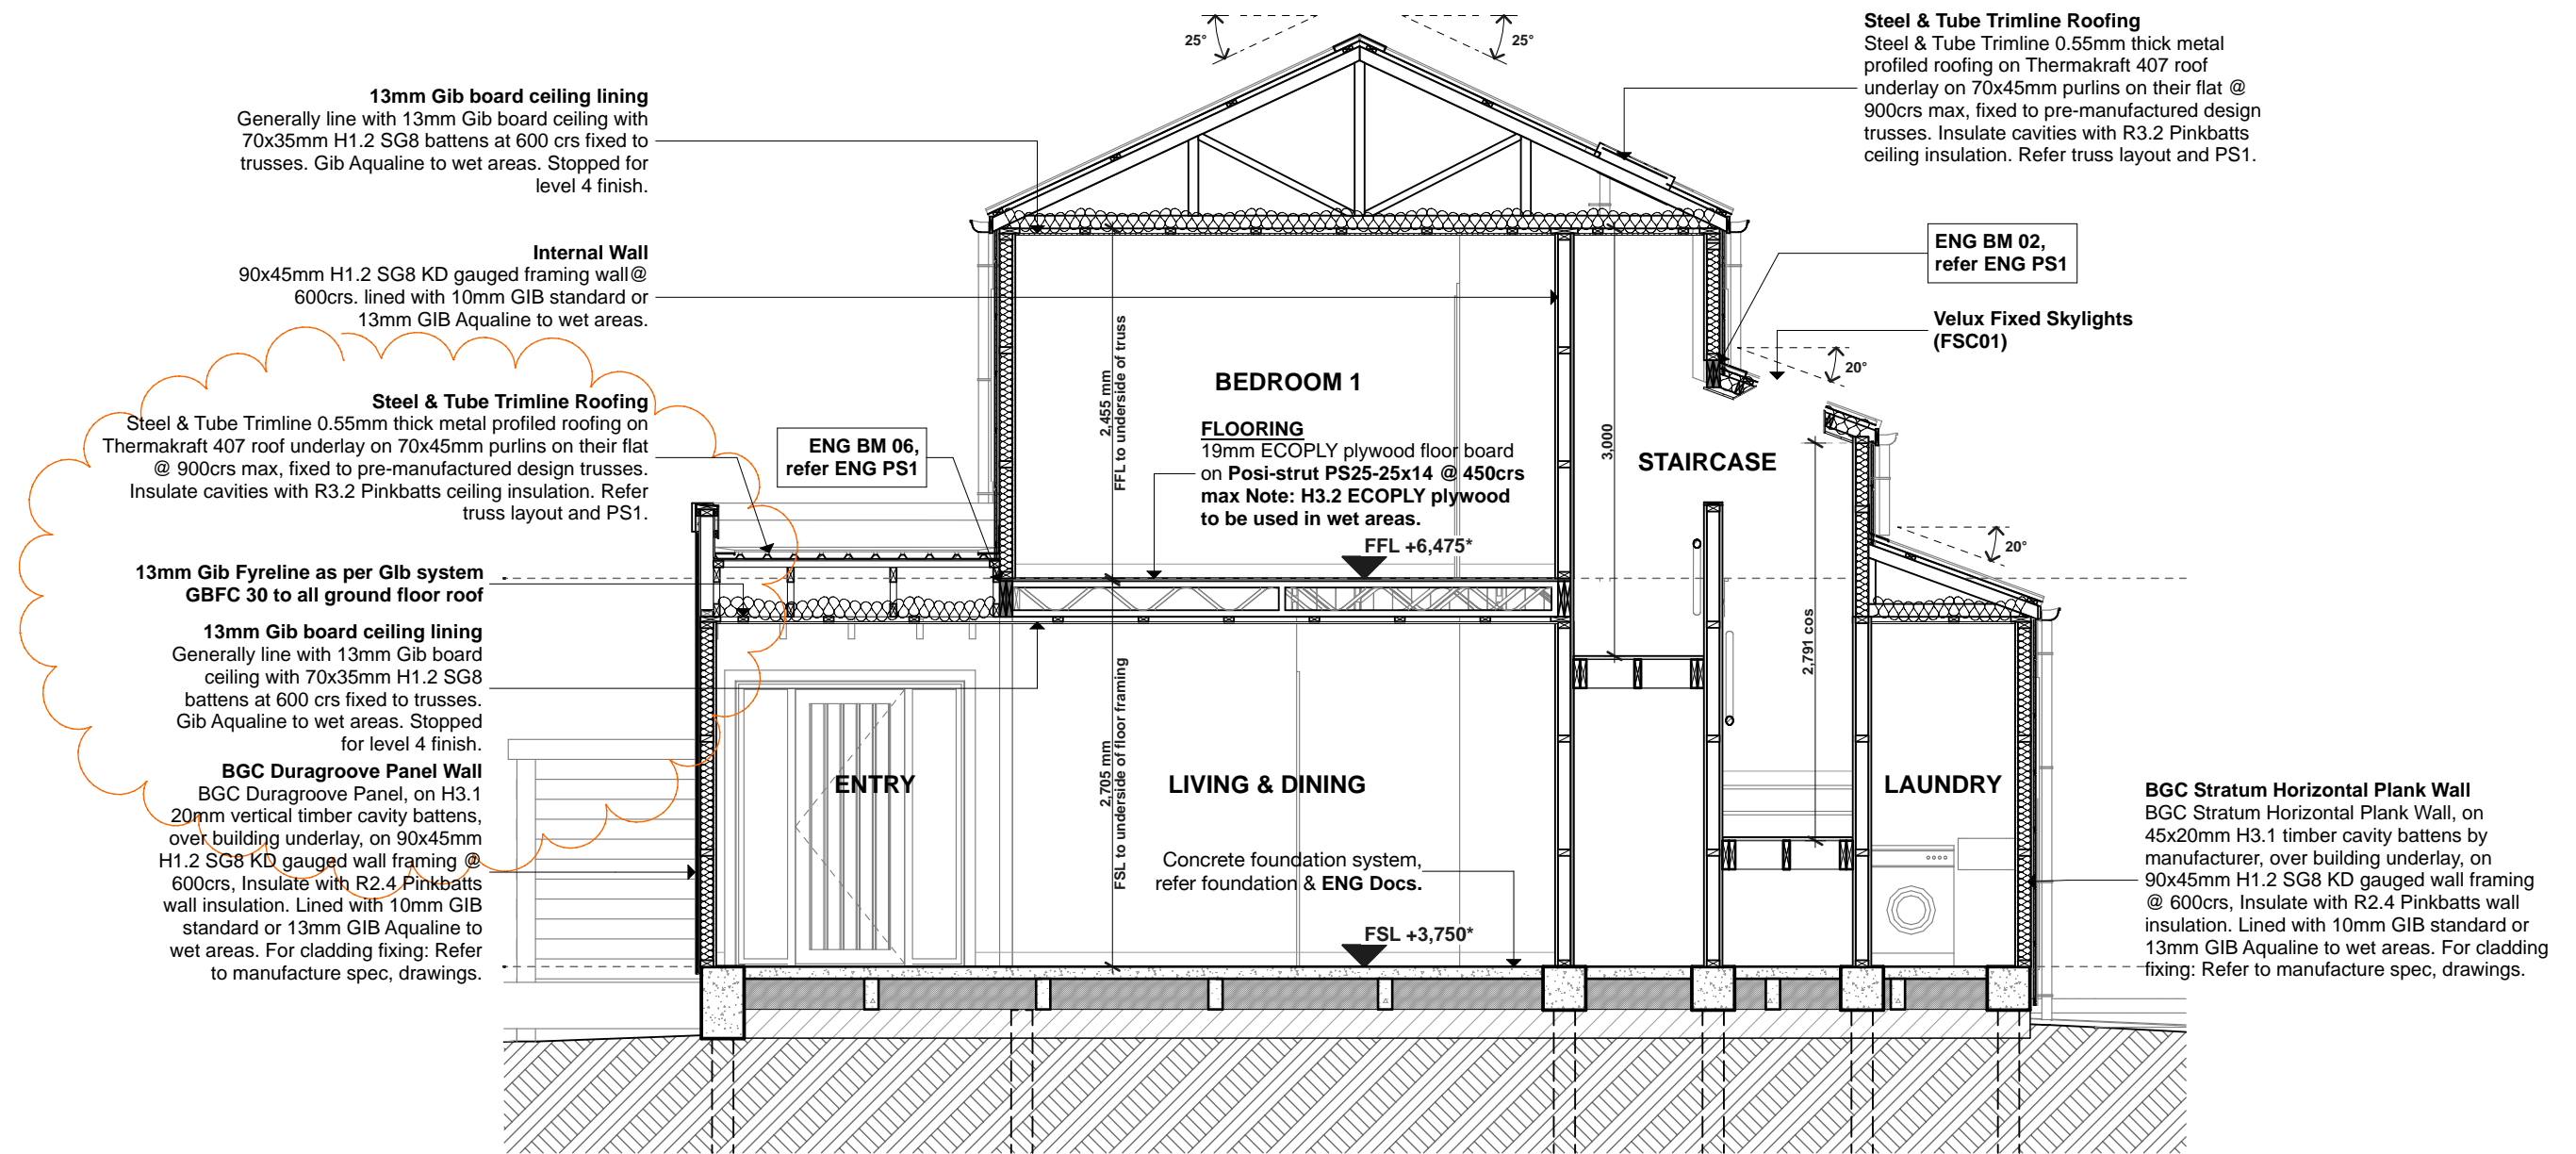 25°
25°
Steel & Tube Trimline Roofing
Steel & Tube Trimline 0.55mm thick metal
profiled roofing on Thermakraft 407 roof
underlay on 70x45mm purlins on their flat @
900crs max, fixed to pre-manufactured design
trusses. Insulate cavities with R3.2 Pinkbatts
ceiling insulation. Refer truss layout and PS1.
13mm Gib board ceiling lining
Generally line with 13mm Gib board ceiling with
70x35mm H1.2 SG8 battens at 600 crs fixed to
trusses. Gib Aqualine to wet areas. Stopped for
level 4 finish.
Internal Wall
90x45mm H1.2 SG8 KD gauged framing wall@
600crs. lined with 10mm GIB standard or
13mm GIB Aqualine to wet areas.
ENG BM 02,
refer ENG PS1
Velux Fixed Skylights
(FSC01)
20°
Steel & Tube Trimline Roofing
Steel & Tube Trimline 0.55mm thick metal profiled roofing on
Thermakraft 407 roof underlay on 70x45mm purlins on their flat
@ 900crs max, fixed to pre-manufactured design trusses.
Insulate cavities with R3.2 Pinkbatts ceiling insulation. Refer
truss layout and PS1.
ENG BM 06,
refer ENG PS1
2,455 mm
FFL to underside of truss
BEDROOM 1
FLOORING
19mm ECOPLY plywood floor board
on Posi-strut PS25-25x14 @ 450crs
max Note: H3.2 ECOPLY plywood
to be used in wet areas.
FFL +6,475*
3,000
STAIRCASE
20°
13mm Gib Fyreline as per GIb system
GBFC 30 to all ground floor roof
13mm Gib board ceiling lining
Generally line with 13mm Gib board
ceiling with 70x35mm H1.2 SG8
battens at 600 crs fixed to trusses.
Gib Aqualine to wet areas. Stopped
for level 4 finish.
BGC Duragroove Panel Wall
BGC Duragroove Panel, on H3.1
20mm vertical timber cavity battens,
over building underlay, on 90x45mm
H1.2 SG8 KD gauged wall framing @
600crs, Insulate with R2.4 Pinkbatts
wall insulation. Lined with 10mm GIB
standard or 13mm GIB Aqualine to
wet areas. For cladding fixing: Refer
to manufacture spec, drawings.
ENTRY
2,705 mm
FSL to underside of floor framing
LIVING & DINING
Concrete foundation system,
refer foundation & ENG Docs.
FSL +3,750*
2,791 cos
LAUNDRY
BGC Stratum Horizontal Plank Wall
BGC Stratum Horizontal Plank Wall, on
45x20mm H3.1 timber cavity battens by
manufacturer, over building underlay, on
90x45mm H1.2 SG8 KD gauged wall framing
@ 600crs, Insulate with R2.4 Pinkbatts wall
insulation. Lined with 10mm GIB standard or
13mm GIB Aqualine to wet areas. For cladding
fixing: Refer to manufacture spec, drawings.